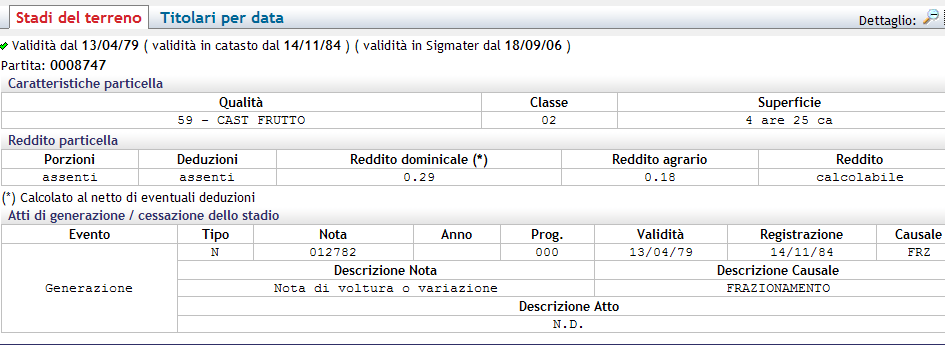 Stadi del terreno Titolari per data Dettaglio:
Validità dal 13/04/79 ( validità in catasto dal 14/11/84 ) ( validità in Sigmater dal 18/09/06 )
Partita: 0008747
Caratteristiche particella
Qualità Classe Superficie
59 - CAST FRUTTO 02 4 are 25 ca
Reddito particella
Porzioni Deduzioni Reddito dominicale (*) Reddito agrario Reddito
assenti assenti 0.29 0.18 calcolabile
(*) Calcolato al netto di eventuali deduzioni
Atti di generazione / cessazione dello stadio
Evento Tipo Nota Anno Prog. Validità Registrazione Causale
N 012782 000 13/04/79 14/11/84 FRZ
Descrizione Nota Descrizione Causale
Generazione Nota di voltura o variazione FRAZIONAMENTO
Descrizione Atto
N.D.